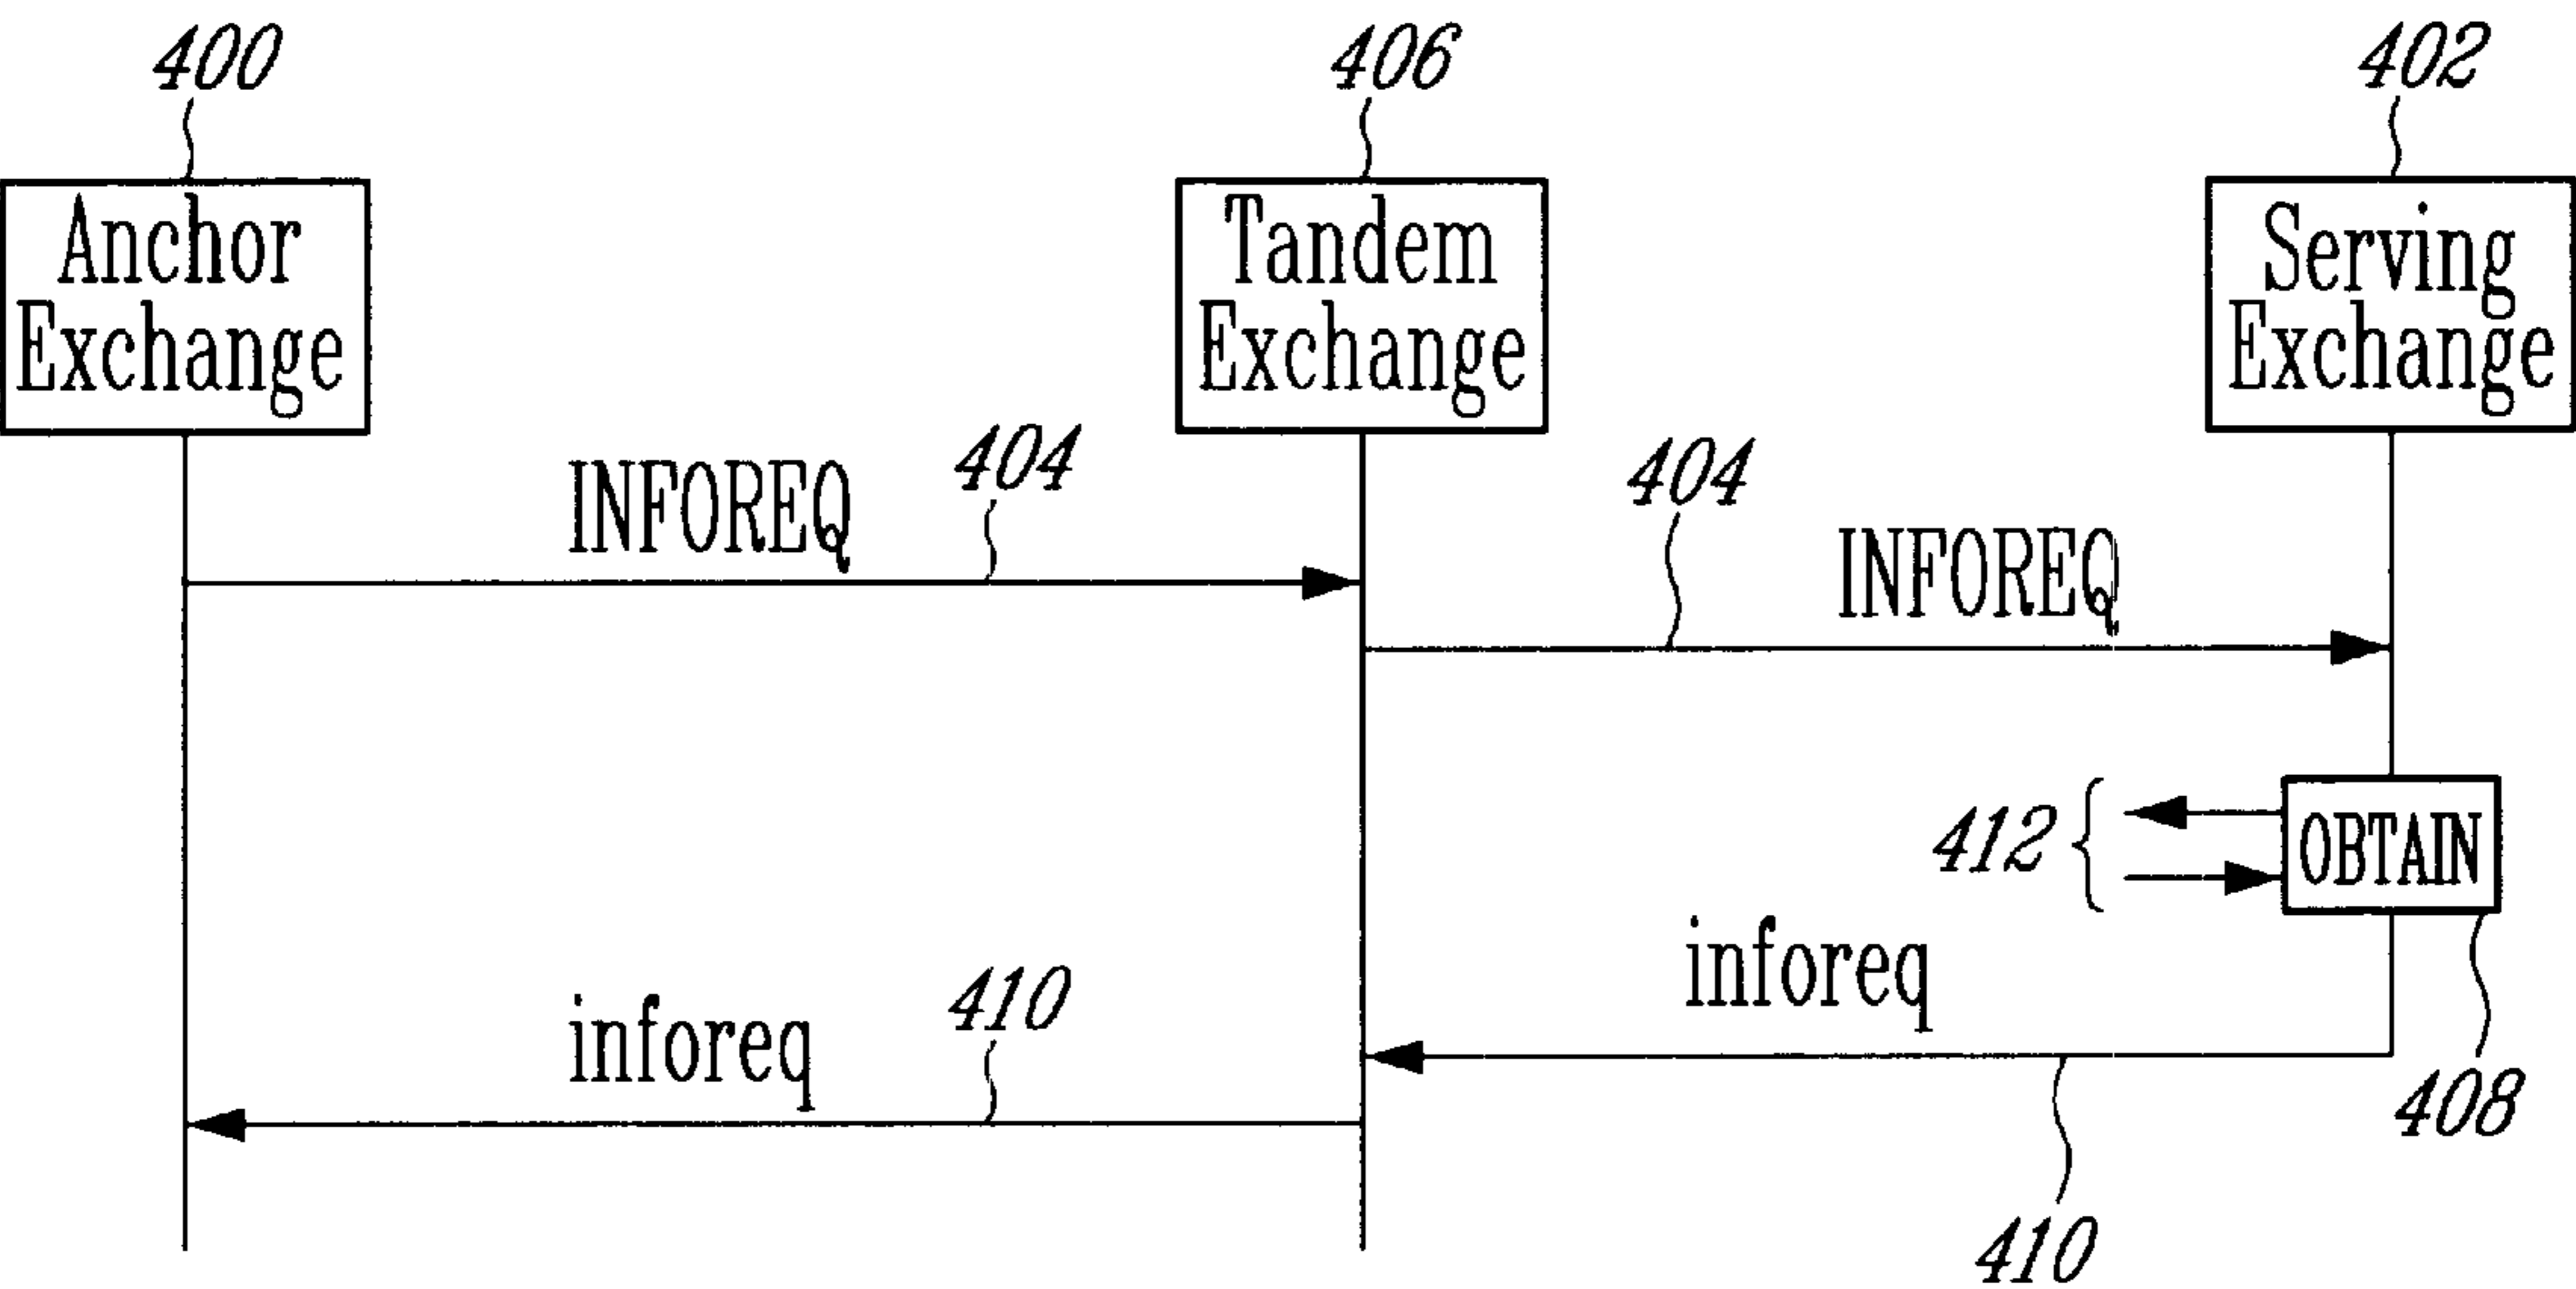 400
406
402
Anchor
Exchange
Tandem
Exchange
Serving
Exchange
INFOREQ
404
404
INFOREQ
412
OBTAIN
inforeq
410
inforeq
408
410